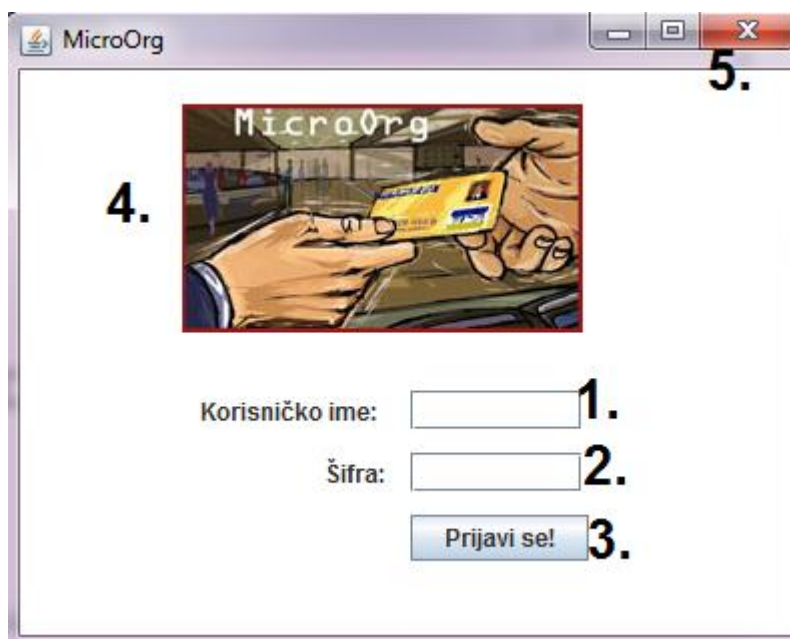 MicroOrg
5.
MicroOrg
4.
Korisničko ime:
1.
Šifra:
2.
Prijavi se!
3.